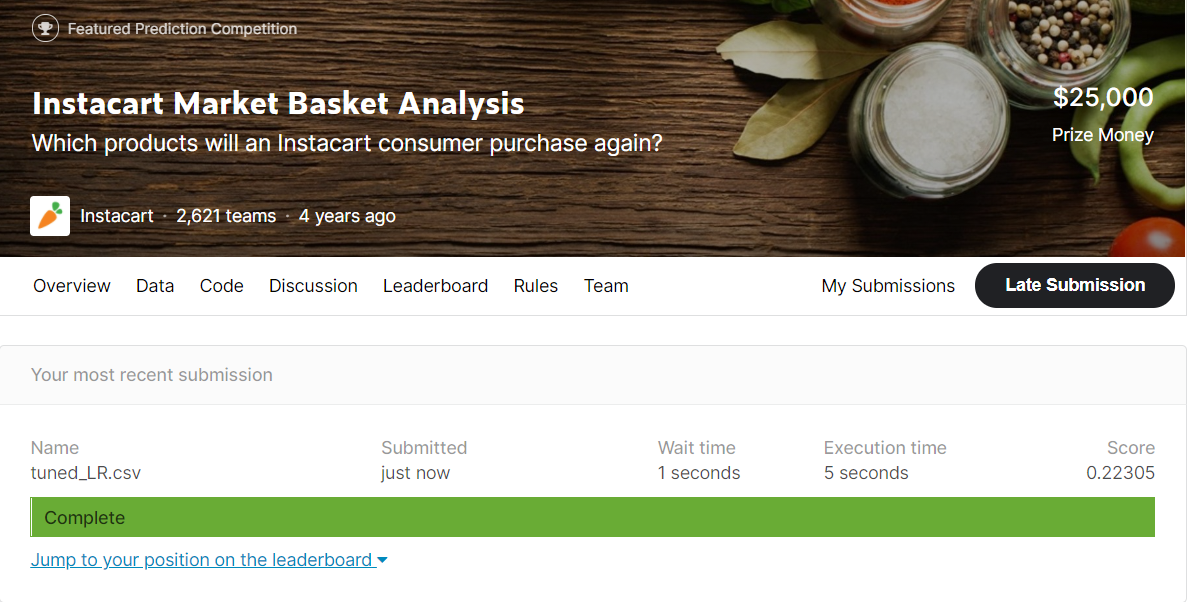 Featured Prediction Competition
Instacart Market Basket Analysis
Which products will an Instacart consumer purchase again?
$25,000
Prize Money
Instacart · 2,621 teams · 4 years ago
Overview Data Code Discussion Leaderboard Rules Team My Submissions Late Submission
Your most recent submission
Name Submitted Wait time Execution time Score
tuned_LR.csv just now 1 seconds 5 seconds 0.22305
Complete
Jump to your position on the leaderboard